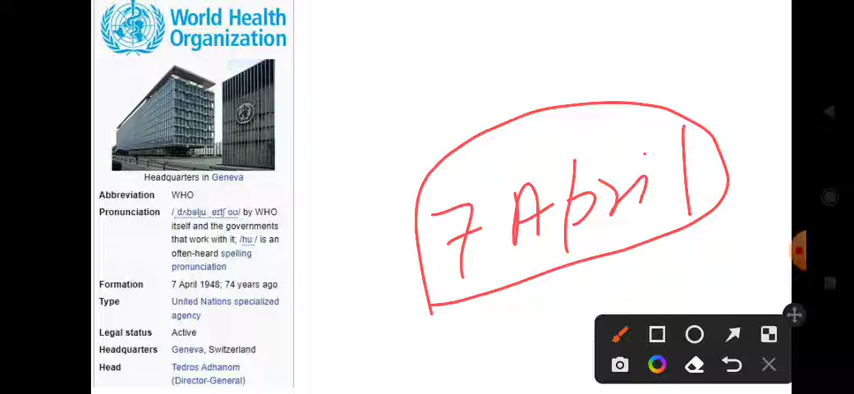 World Health
Organization
Headquarters in Geneva
Abbreviation WHO
Pronunciation by WHO
itself and the governments
that work with it; /huː/ is an
often-heard spelling
pronunciation
Formation 7 April 1948; 74 years ago
Type United Nations specialized
agency
Legal status Active
Headquarters Geneva, Switzerland
Head Tedros Adhanom
(Director-General)
7 April